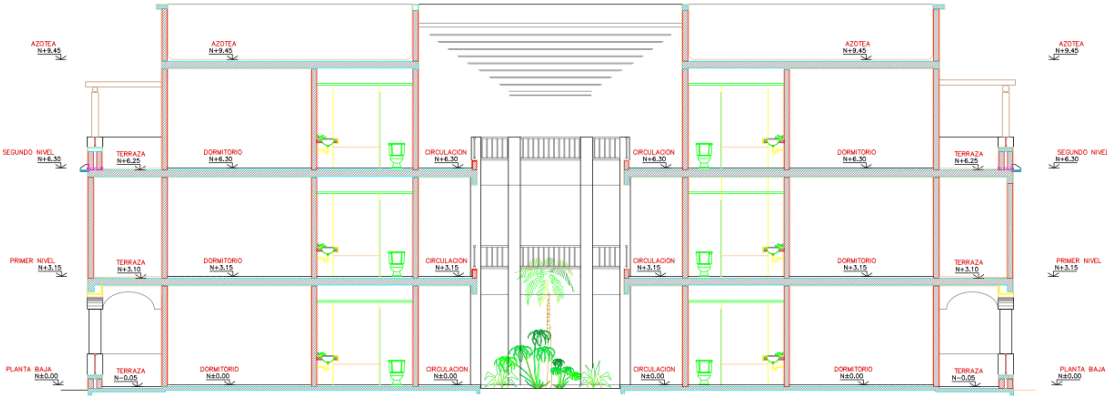 AZOTEA
N+9.45
AZOTEA
N+9.45
AZOTEA
N+9.45
AZOTEA
N+9.45
SEGUNDO NIVEL
N+6.30
TERRAZA
N+6.25
DORMITORIO
N+6.30
CIRCULACION
N+6.30
CIRCULACION
N+6.30
DORMITORIO
N+6.30
TERRAZA
N+6.25
SEGUNDO NIVEL
N+6.30
PRIMER NIVEL
N+3.15
TERRAZA
N+3.10
DORMITORIO
N+3.15
CIRCULACION
N+3.15
CIRCULACION
N+3.15
DORMITORIO
N+3.15
TERRAZA
N+3.10
PRIMER NIVEL
N+3.15
PLANTA BAJA
N±0.00
TERRAZA
N-0.05
DORMITORIO
N±0.00
CIRCULACION
N±0.00
CIRCULACION
N±0.00
DORMITORIO
N±0.00
TERRAZA
N-0.05
PLANTA BAJA
N±0.00